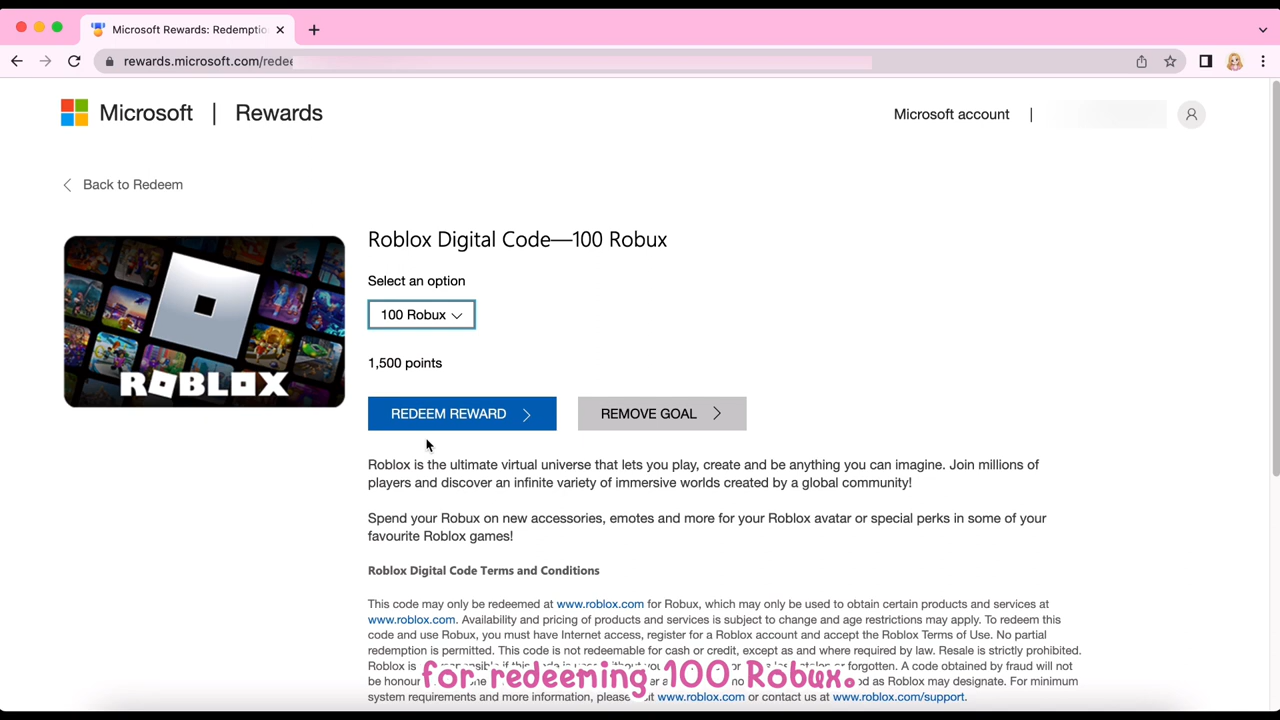 Microsoft Rewards: Redemptio
rewards.microsoft.com/redee
Microsoft | Rewards
Microsoft account |
Back to Redeem
ROBLOX
Roblox Digital Code—100 Robux
Select an option
100 Robux
1,500 points
REDEEM REWARD
REMOVE GOAL
Roblox is the ultimate virtual universe that lets you play, create and be anything you can imagine. Join millions of
players and discover an infinite variety of immersive worlds created by a global community!
Spend your Robux on new accessories, emotes and more for your Roblox avatar or special perks in some of your
favourite Roblox games!
Roblox Digital Code Terms and Conditions
This code may only be redeemed at www.roblox.com for Robux, which may only be used to obtain certain products and services at
www.roblox.com. Availability and pricing of products and services is subject to change and age restrictions may apply. To redeem this
code and use Robux, you must have Internet access, register for a Roblox account and accept the Roblox Terms of Use. No partial
redemption is permitted. This code is not redeemable for cash or credit, except as and where required by law. Resale is strictly prohibited.
Roblox is forgotten. A code obtained by fraud will not
be honour as Roblox may designate. For minimum
system requirements and more information, please www.roblox.com or contact us at www.roblox.com/support.
for redeeming 100 Robux.